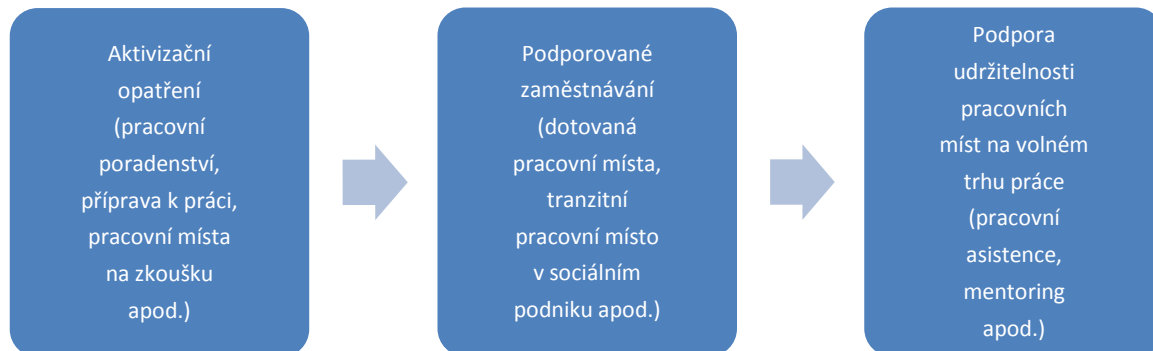 Aktivizační
opatření
(pracovní
poradenství,
příprava k práci,
pracovní místa
na zkoušku
apod.)
Podporované
zaměstnávání
(dotovaná
pracovní místa,
tranzitní
pracovní místo
v sociálním
podniku apod.)
Podpora
udržitelnosti
pracovních
míst na volném
trhu práce
(pracovní
asistence,
mentoring
apod.)